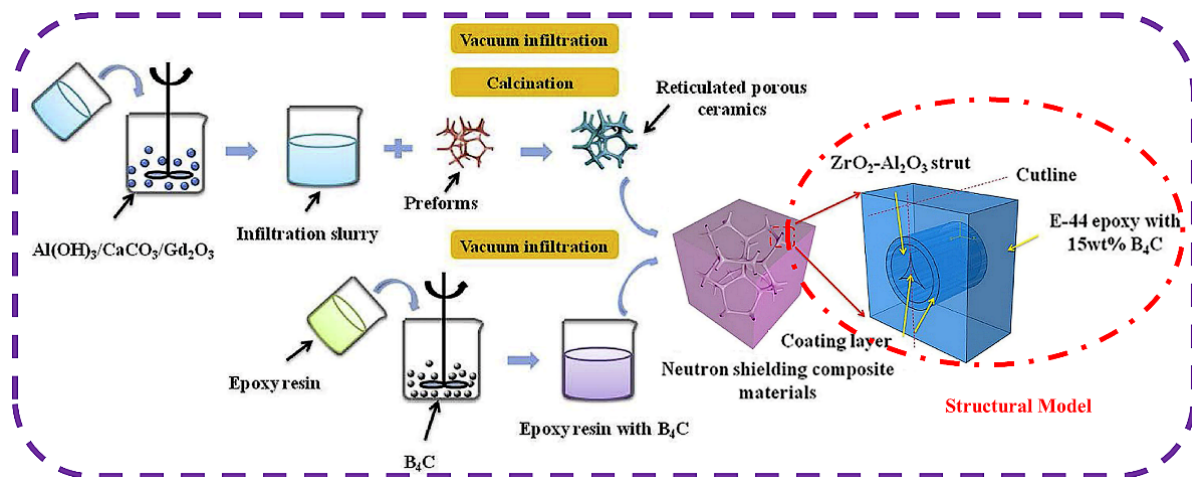 Vacuum infiltration
Calcination
Reticulated porous
ceramics
Al(OH)₃/CaCO₃/Gd₂O₃
Infiltration slurry
Preforms
Vacuum infiltration
ZrO₂-Al₂O₃ strut
Cutline
E-44 epoxy with
15wt% B₄C
Coating layer
Neutron shielding composite
materials
Structural Model
Epoxy resin
B₄C
Epoxy resin with B₄C